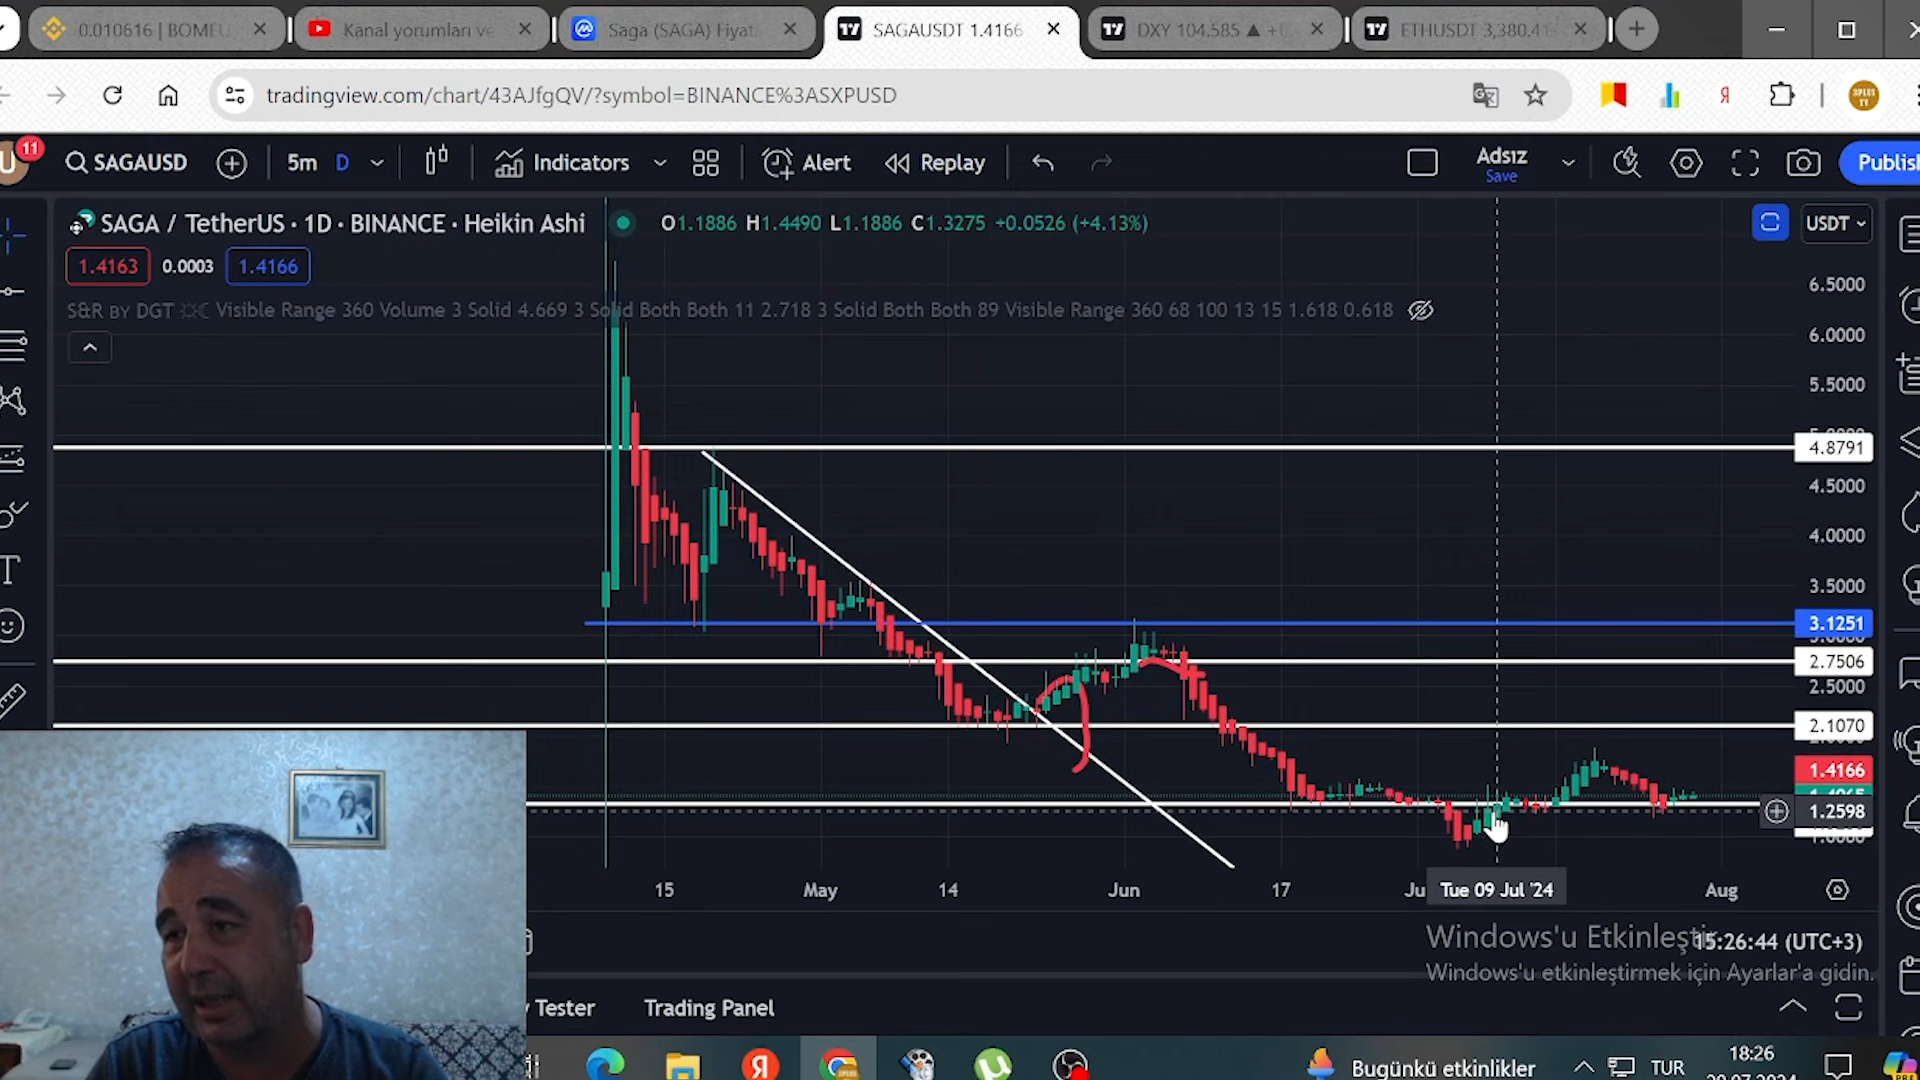 0.010616 | BOMEU
Kanal yorumları ve
Saga (SAGA) Fiyatı
SAGAUSDT 1.4166
DXY 104.585 ▲ +0
ETHUSDT 3,380.41
tradingview.com/chart/43AJfgQV/?symbol=BINANCE%3ASXPUSD
3PLUS TV
U 11
SAGAUSD
5m D
Indicators
Alert
Replay
Adsız
Save
Publish
SAGA / TetherUS · 1D · BINANCE · Heikin Ashi
O1.1886 H1.4490 L1.1886 C1.3275 +0.0526 (+4.13%)
USDT
1.4163 0.0003 1.4166
S&R BY DGT Visible Range 360 Volume 3 Solid 4.669 3 Solid Both Both 11 2.718 3 Solid Both Both 89 Visible Range 360 68 100 13 15 1.618 0.618
6.5000
6.0000
5.5000
4.8791
4.5000
4.0000
3.5000
3.1251
2.7506
2.5000
2.1070
1.4166
1.2598
15 May 14 Jun 17 Ju Tue 09 Jul '24 Aug
Windows'u Etkinleştir
15:26:44 (UTC+3)
Windows'u etkinleştirmek için Ayarlar'a gidin.
Tester
Trading Panel
Bugünkü etkinlikler
TUR
18:26